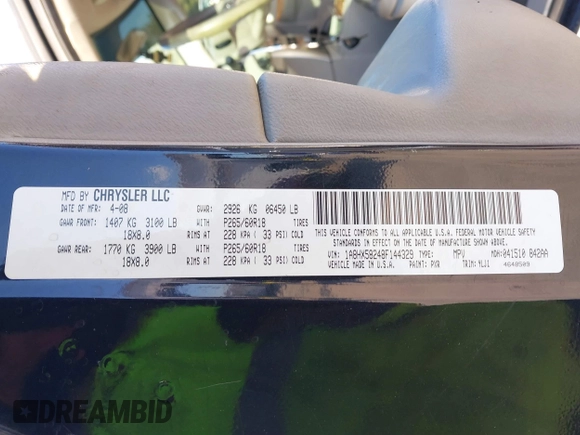 MFD BY CHRYSLER LLC
DATE OF MFR: 4-08 GVWR: 2926 KG 06450 LB
GAWR FRONT: 1407 KG 3100 LB WITH P265/60R18 TIRES
18X8.0 RIMS AT 228 KPA ( 33 PSI) COLD
GAWR REAR: 1770 KG 3900 LB WITH P265/60R18 TIRES
18X8.0 RIMS AT 228 KPA ( 33 PSI) COLD
THIS VEHICLE CONFORMS TO ALL APPLICABLE U.S.A. FEDERAL MOTOR VEHICLE SAFETY
STANDARDS IN EFFECT ON THE DATE OF MANUFACTURE SHOWN ABOVE.
VIN: 1A8HX58248F144329 TYPE: MPV MDH: 041510 842AA
VEHICLE MADE IN U.S.A. PAINT: PXR TRIM: 9LJ1 4648509
DREAMBID